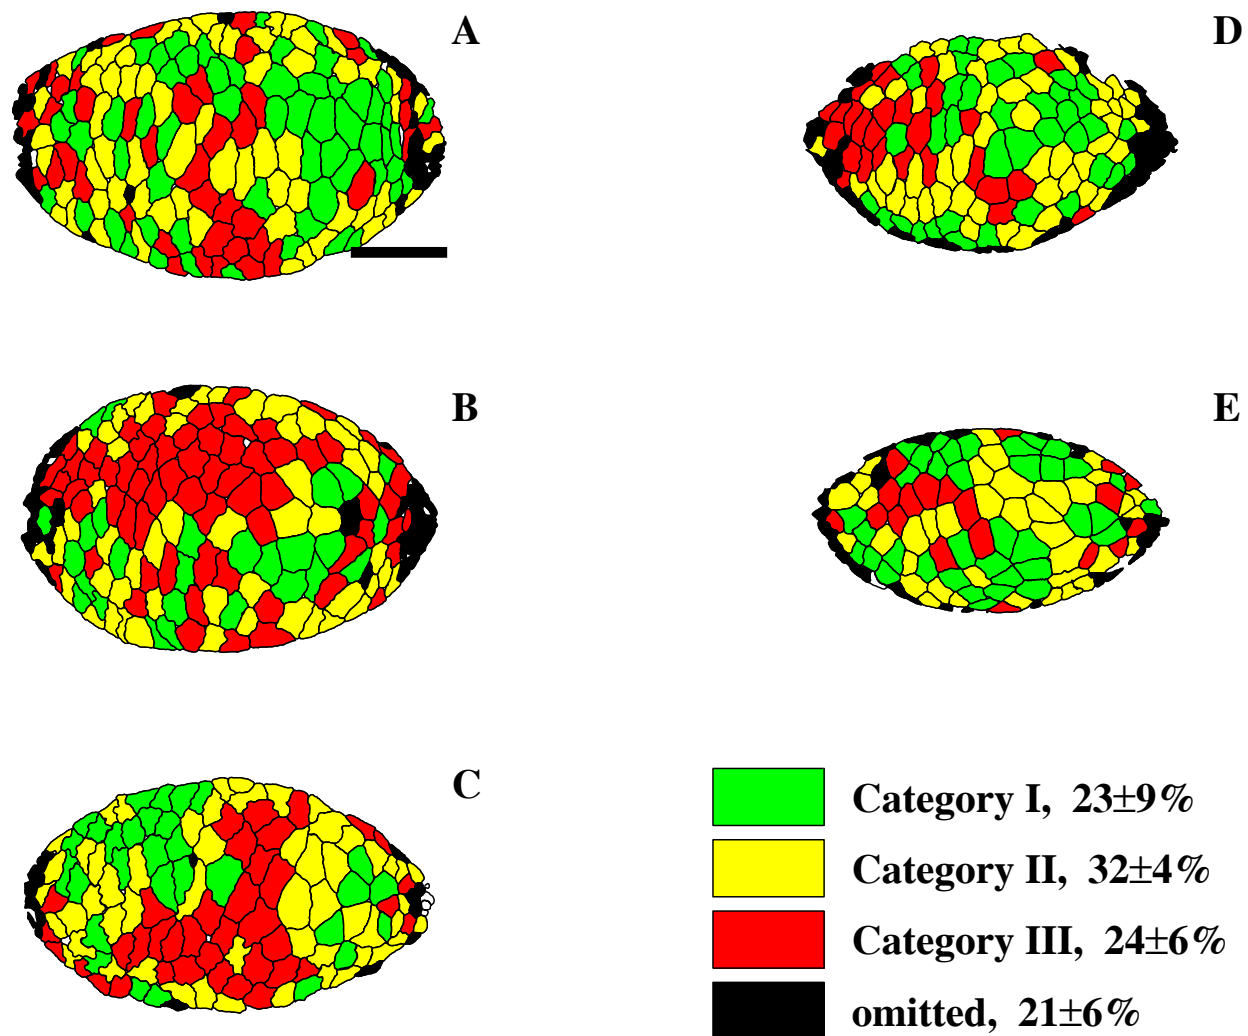 A
D
B
E
C
Category I, 23±9%
Category II, 32±4%
Category III, 24±6%
omitted, 21±6%